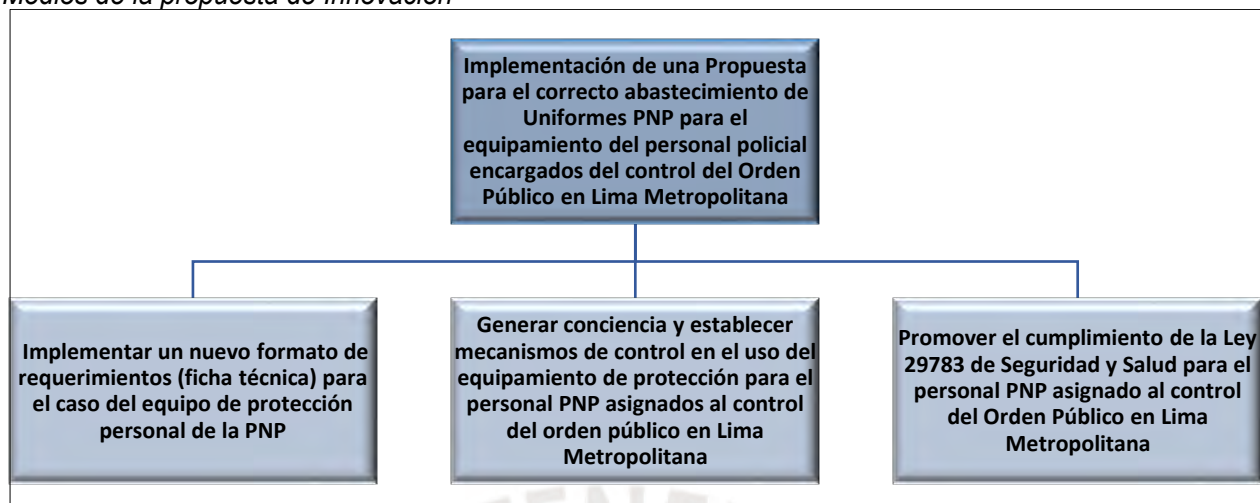 Medios de la propuesta de Innovación
Implementación de una Propuesta
para el correcto abastecimiento de
Uniformes PNP para el
equipamiento del personal policial
encargados del control del Orden
Público en Lima Metropolitana
Implementar un nuevo formato de
requerimientos (ficha técnica) para
el caso del equipo de protección
personal de la PNP
Generar conciencia y establecer
mecanismos de control en el uso del
equipamiento de protección para el
personal PNP asignados al control
del orden público en Lima
Metropolitana
Promover el cumplimiento de la Ley
29783 de Seguridad y Salud para el
personal PNP asignado al control
del Orden Público en Lima
Metropolitana